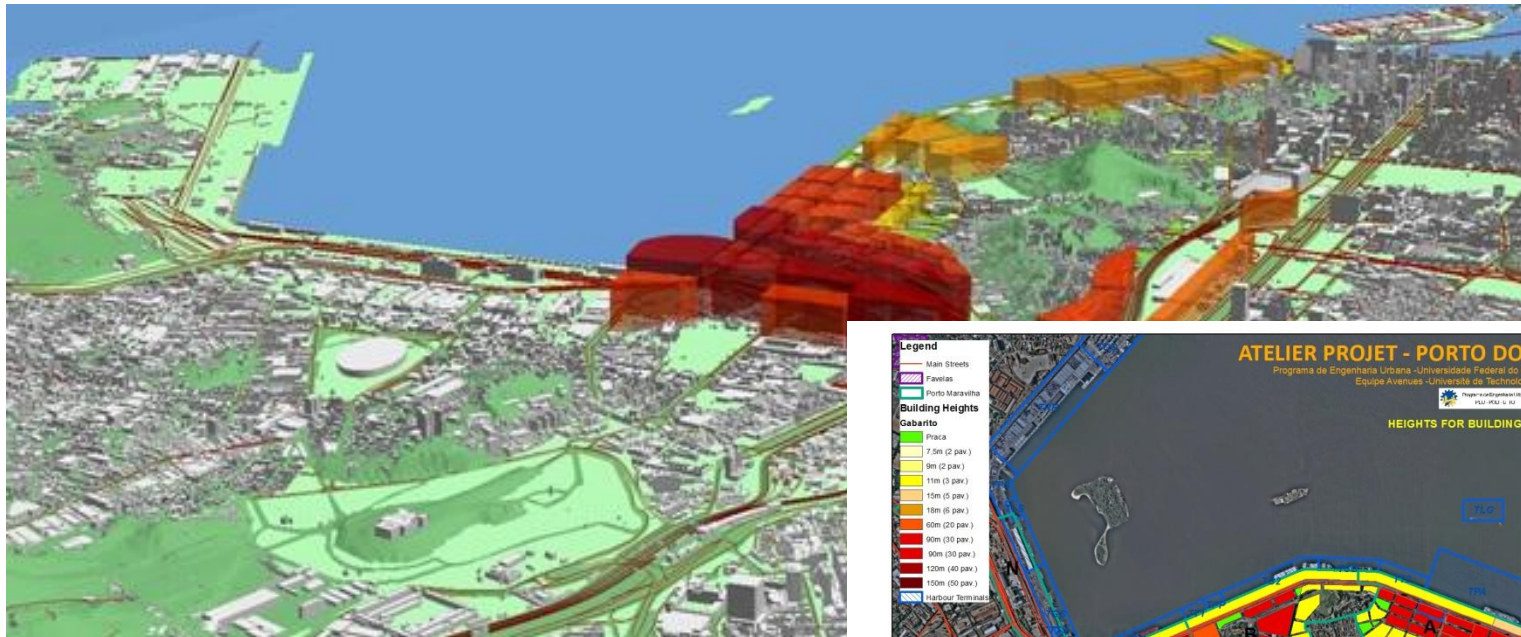 Legend
Main Streets
Favelas
Porto Maravilha
Building Heights
Gabarito
Praca
7.5m (2 pav.)
9m (2 pav.)
11m (3 pav.)
15m (5 pav.)
18m (6 pav.)
60m (20 pav.)
90m (30 pav.)
90m (30 pav.)
120m (40 pav.)
150m (50 pav.)
Harbour Terminals
ATELIER PROJET - PORTO DO
Programa de Engenharia Urbana -Universidade Federal do
Equipe Avenues -Université de Technolo
HEIGHTS FOR BUILDING
TLG
N
B
A